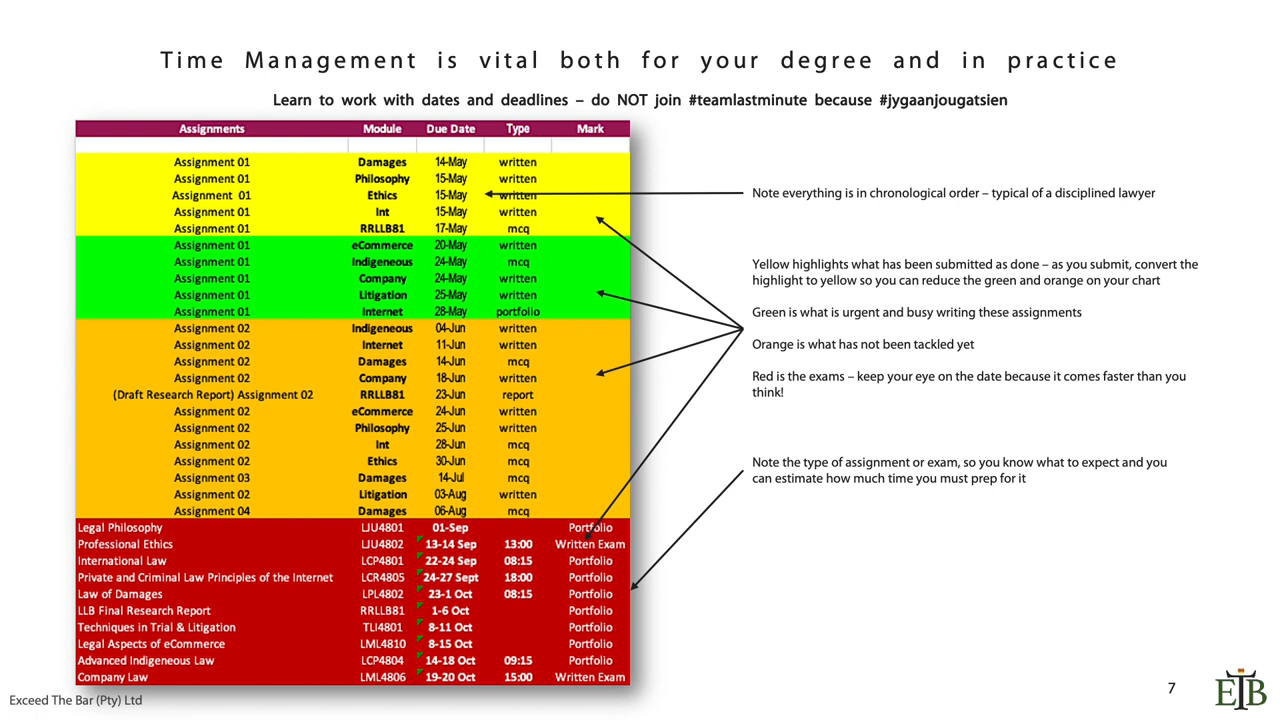 Time Management is vital both for your degree and in practice
Learn to work with dates and deadlines – do NOT join #teamlastminute because #jygaanjougatsien
Assignments Module Due Date Type Mark
Assignment 01 Damages 14-May written
Assignment 01 Philosophy 15-May written
Assignment 01 Ethics 15-May written
Assignment 01 Int 15-May written
Assignment 01 RRLLB81 17-May mcq
Assignment 01 eCommerce 20-May written
Assignment 01 Indigeneous 24-May mcq
Assignment 01 Company 24-May written
Assignment 01 Litigation 25-May written
Assignment 01 Internet 28-May portfolio
Assignment 02 Indigeneous 04-Jun written
Assignment 02 Internet 11-Jun written
Assignment 02 Damages 14-Jun mcq
Assignment 02 Company 18-Jun written
(Draft Research Report) Assignment 02 RRLLB81 23-Jun report
Assignment 02 eCommerce 24-Jun written
Assignment 02 Philosophy 25-Jun written
Assignment 02 Int 28-Jun mcq
Assignment 02 Ethics 30-Jun mcq
Assignment 03 Damages 14-Jul mcq
Assignment 02 Litigation 03-Aug written
Assignment 04 Damages 06-Aug mcq
Legal Philosophy LJU4801 01-Sep Portfolio
Professional Ethics LJU4802 13-14 Sep 13:00 Written Exam
International Law LCP4801 22-24 Sep 08:15 Portfolio
Private and Criminal Law Principles of the Internet LCR4805 24-27 Sept 18:00 Portfolio
Law of Damages LPL4802 23-1 Oct 08:15 Portfolio
LLB Final Research Report RRLLB81 1-6 Oct Portfolio
Techniques in Trial & Litigation TLI4801 8-11 Oct Portfolio
Legal Aspects of eCommerce LML4810 8-15 Oct Portfolio
Advanced Indigeneous Law LCP4804 14-18 Oct 09:15 Portfolio
Company Law LML4806 19-20 Oct 15:00 Written Exam
Note everything is in chronological order – typical of a disciplined lawyer
Yellow highlights what has been submitted as done – as you submit, convert the
highlight to yellow so you can reduce the green and orange on your chart
Green is what is urgent and busy writing these assignments
Orange is what has not been tackled yet
Red is the exams – keep your eye on the date because it comes faster than you
think!
Note the type of assignment or exam, so you know what to expect and you
can estimate how much time you must prep for it
Exceed The Bar (Pty) Ltd
7
ETB